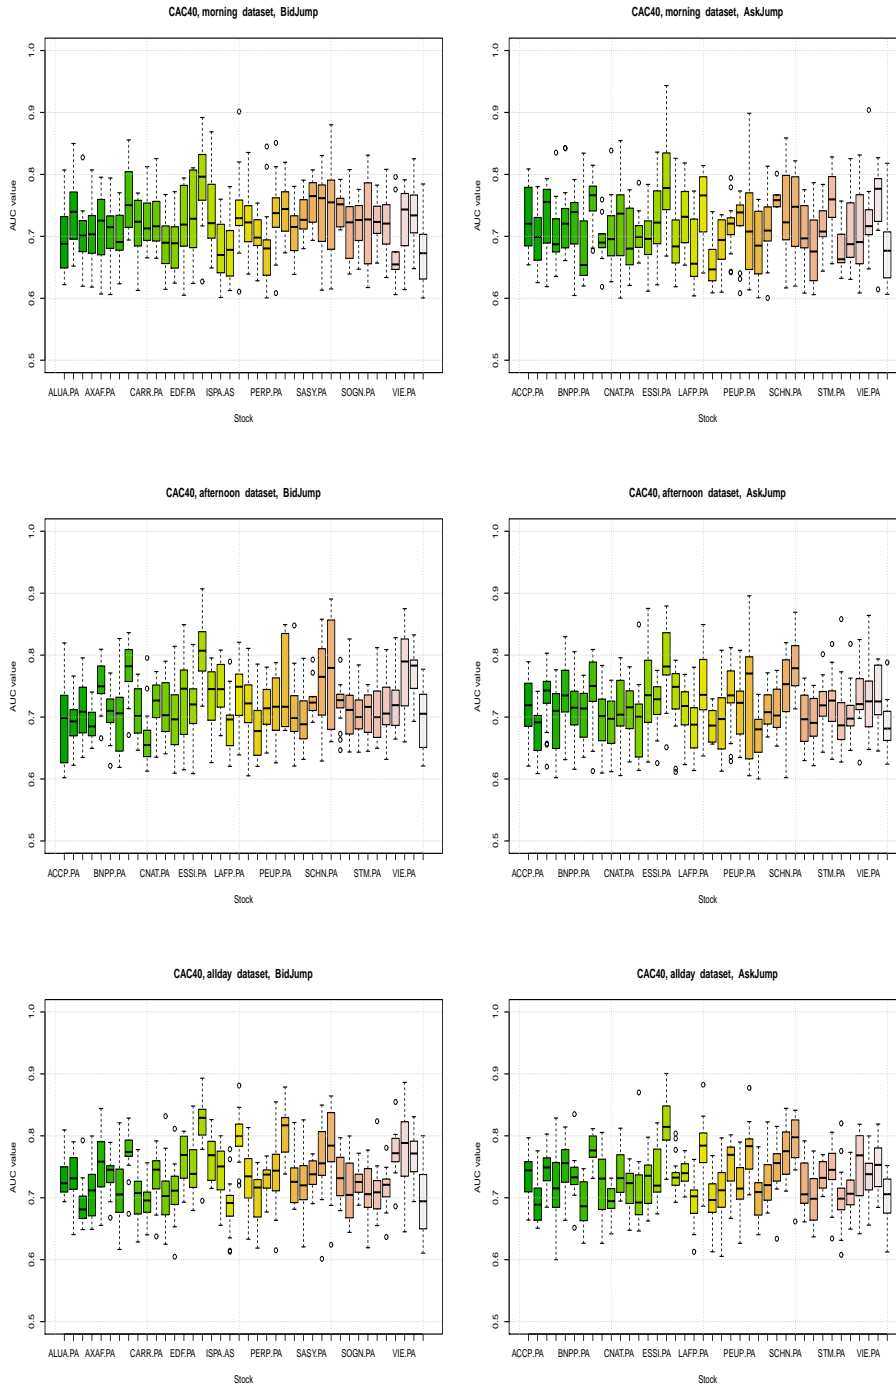 CAC40, morning dataset, BidJump
AUC value
1.0
0.9
0.8
0.7
0.6
0.5
ALUA.PA AXAF.PA CARR.PA EDF.PA ISPA.AS PERP.PA SASY.PA SOGN.PA VIE.PA
Stock
CAC40, morning dataset, AskJump
AUC value
1.0
0.9
0.8
0.7
0.6
0.5
ACCP.PA BNPP.PA CNAT.PA ESSI.PA LAFP.PA PEUP.PA SCHN.PA STM.PA VIE.PA
Stock
CAC40, afternoon dataset, BidJump
AUC value
1.0
0.9
0.8
0.7
0.6
0.5
ACCP.PA BNPP.PA CNAT.PA ESSI.PA LAFP.PA PEUP.PA SCHN.PA STM.PA VIE.PA
Stock
CAC40, afternoon dataset, AskJump
AUC value
1.0
0.9
0.8
0.7
0.6
0.5
ACCP.PA BNPP.PA CNAT.PA ESSI.PA LAFP.PA PEUP.PA SCHN.PA STM.PA VIE.PA
Stock
CAC40, allday dataset, BidJump
AUC value
1.0
0.9
0.8
0.7
0.6
0.5
ALUA.PA AXAF.PA CARR.PA EDF.PA ISPA.AS PERP.PA SASY.PA SOGN.PA VIE.PA
Stock
CAC40, allday dataset, AskJump
AUC value
1.0
0.9
0.8
0.7
0.6
0.5
ACCP.PA BNPP.PA CNAT.PA ESSI.PA LAFP.PA PEUP.PA SCHN.PA STM.PA VIE.PA
Stock